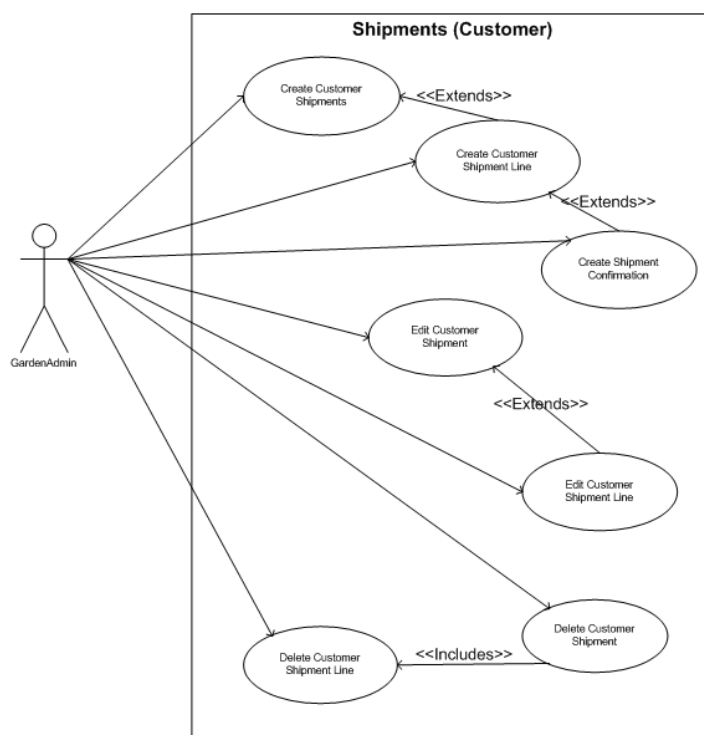 Shipments (Customer)
Create Customer
Shipments
<<Extends>>
Create Customer
Shipment Line
<<Extends>>
Create Shipment
Confirmation
GardenAdmin
Edit Customer
Shipment
<<Extends>>
Edit Customer
Shipment Line
Delete Customer
Shipment
<<Includes>>
Delete Customer
Shipment Line